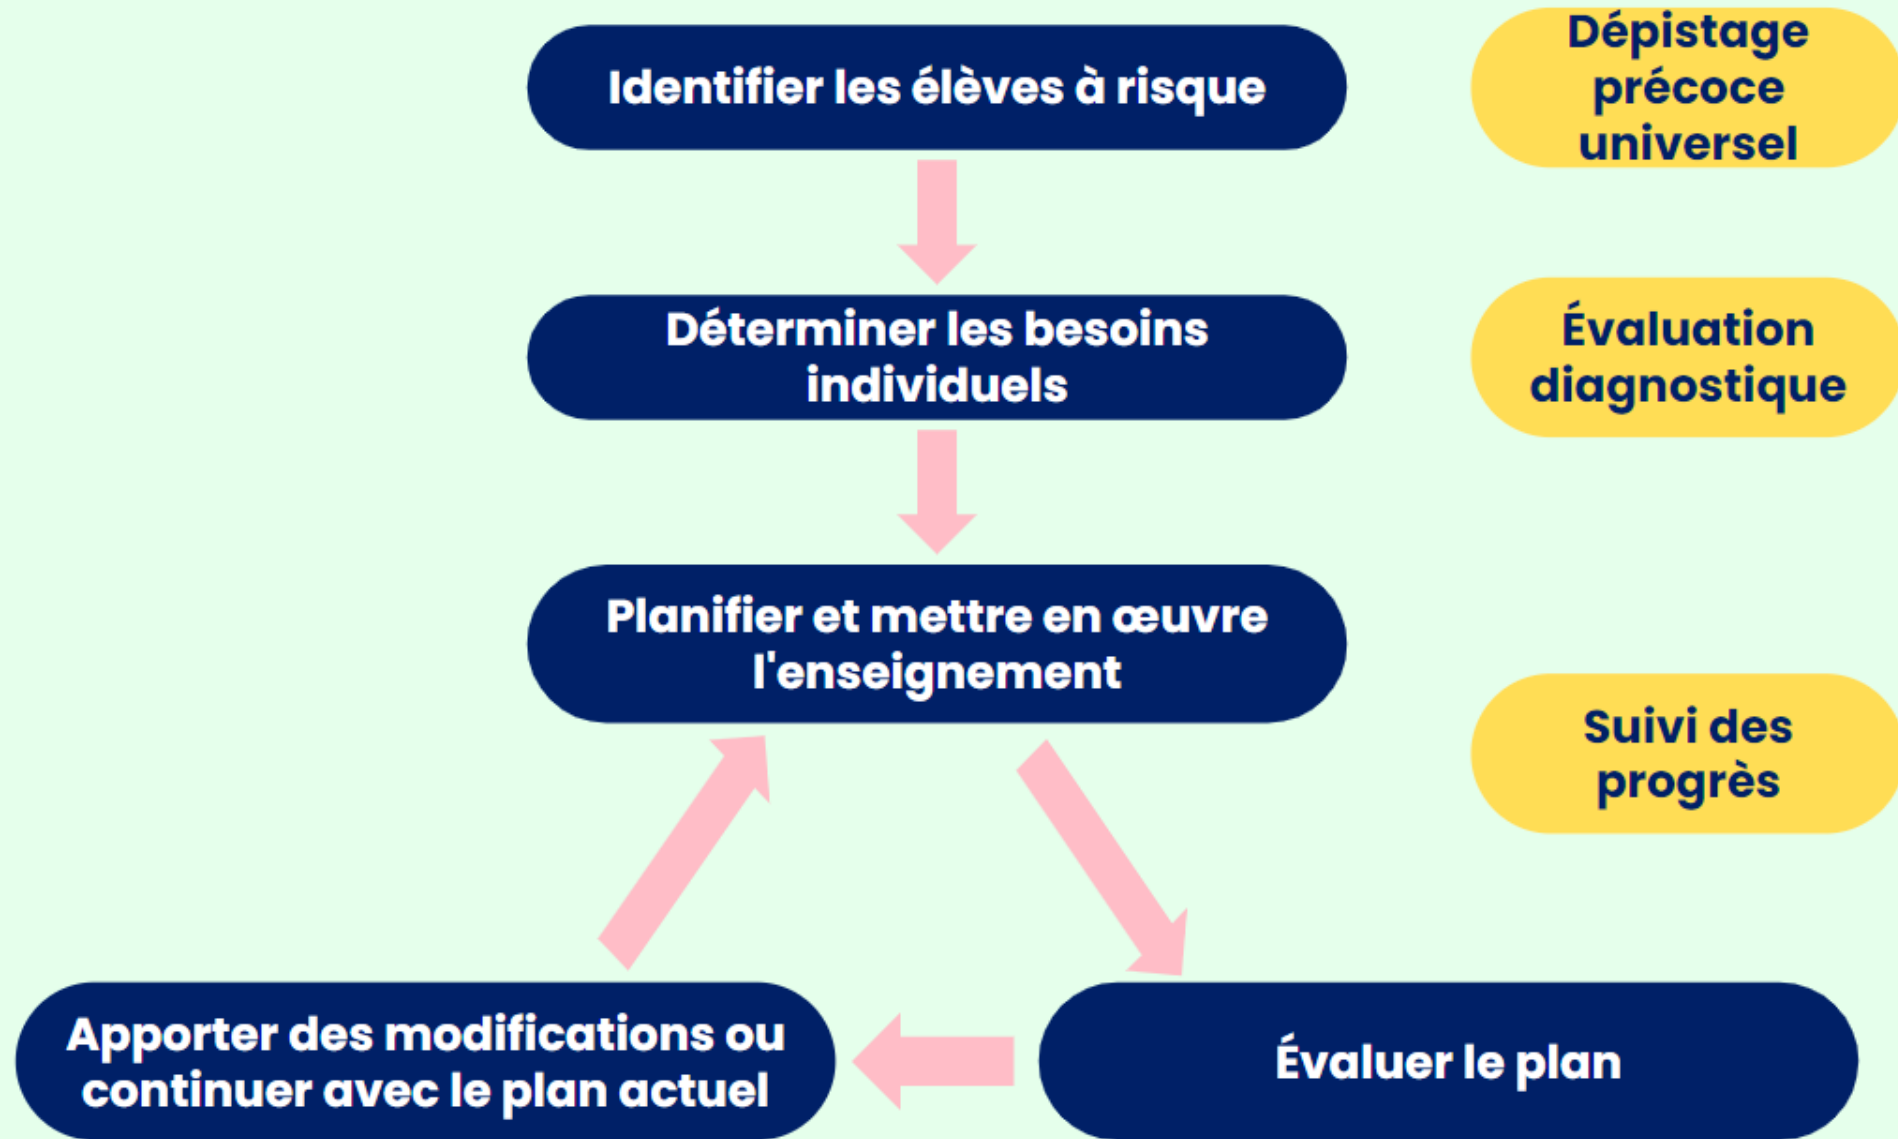 Identifier les élèves à risque
Dépistage
précoce
universel
Déterminer les besoins
individuels
Évaluation
diagnostique
Planifier et mettre en œuvre
l'enseignement
Suivi des
progrès
Apporter des modifications ou
continuer avec le plan actuel
Évaluer le plan